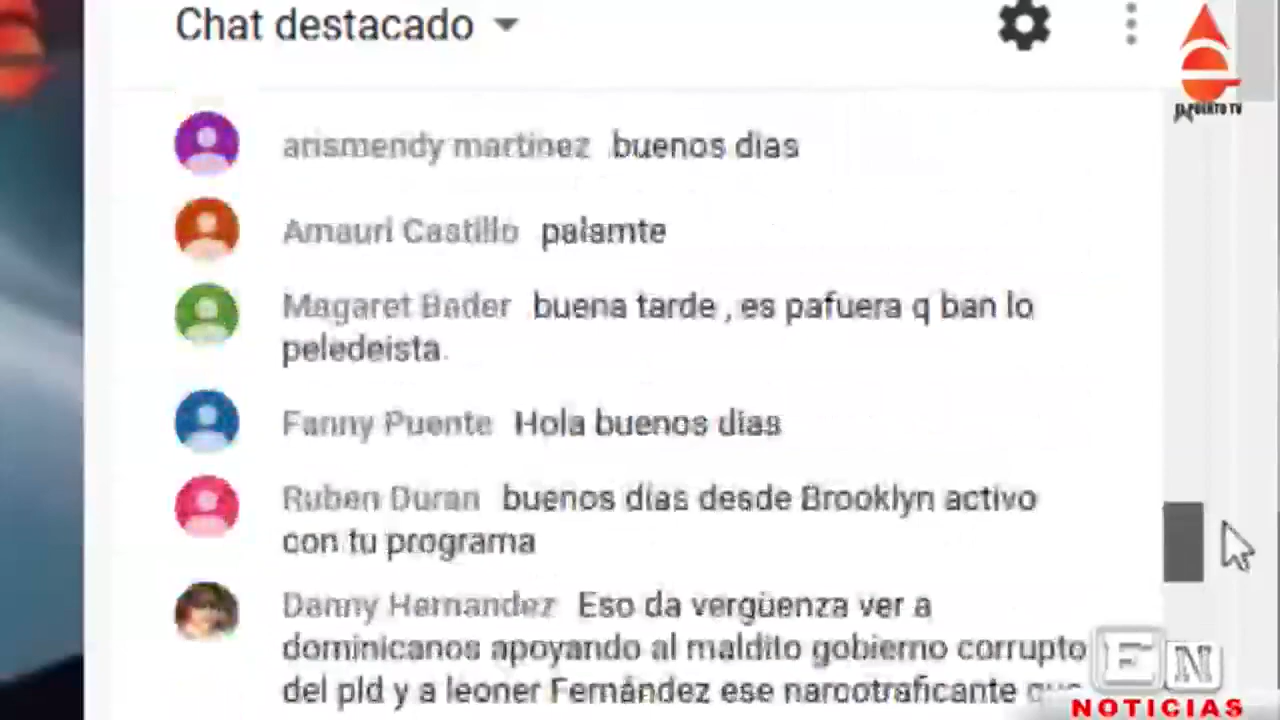 Chat destacado
arismendy martinez buenos dias
Amauri Castillo palamte
Magaret Bader buena tarde , es pafuera q ban lo
peledeista.
Fanny Puente Hola buenos días
Ruben Duran buenos dias desde Brooklyn activo
con tu programa
Danny Hernandez Eso da vergüenza ver a
dominicanos apoyando al maldito gobierno corrupto
del pld y a leoner Fernández ese narcotraficante
EN
NOTICIAS